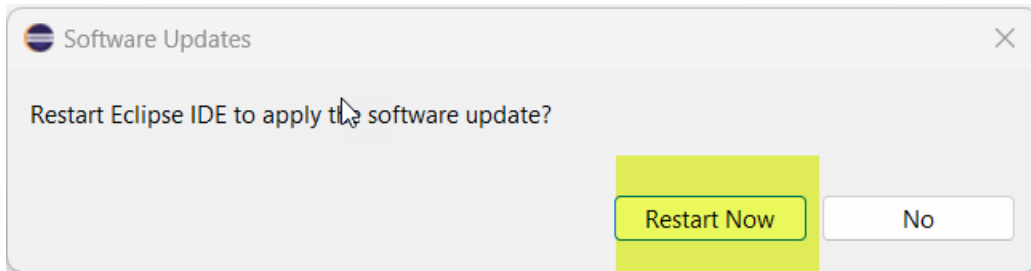 Software Updates
Restart Eclipse IDE to apply the software update?
Restart Now
No